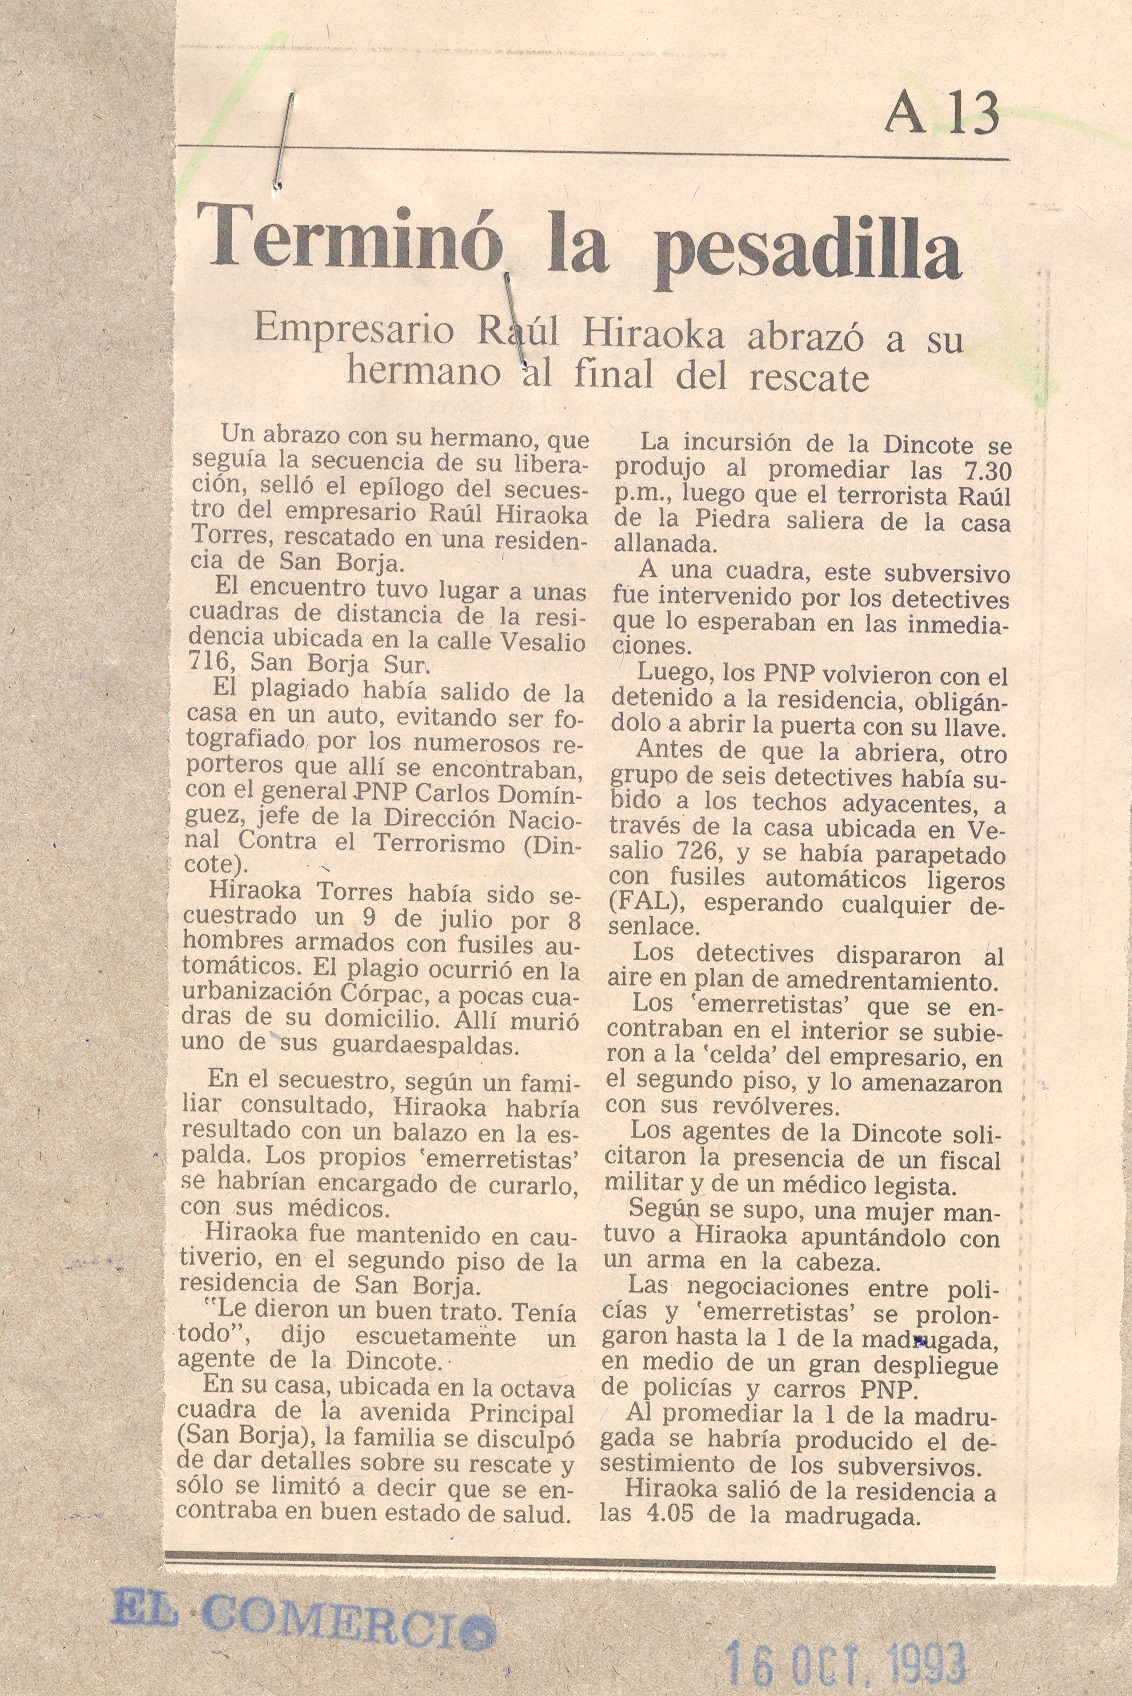 A 13
Terminó la pesadilla
Empresario Raúl Hiraoka abrazó a su
hermano al final del rescate
Un abrazo con su hermano, que
seguía la secuencia de su libera-
ción, selló el epílogo del secues-
tro del empresario Raúl Hiraoka
Torres, rescatado en una residen-
cia de San Borja.
El encuentro tuvo lugar a unas
cuadras de distancia de la resi-
dencia ubicada en la calle Vesalio
716, San Borja Sur.
El plagiado había salido de la
casa en un auto, evitando ser fo-
tografiado por los numerosos re-
porteros que allí se encontraban,
con el general PNP Carlos Domín-
guez, jefe de la Dirección Nacio-
nal Contra el Terrorismo (Din-
cote).
Hiraoka Torres había sido se-
cuestrado un 9 de julio por 8
hombres armados con fusiles au-
tomáticos. El plagio ocurrió en la
urbanización Córpac, a pocas cua-
dras de su domicilio. Allí murió
uno de sus guardaespaldas.
En el secuestro, según un fami-
liar consultado, Hiraoka habría
resultado con un balazo en la es-
palda. Los propios 'emerretistas'
se habrían encargado de curarlo,
con sus médicos.
Hiraoka fue mantenido en cau-
tiverio, en el segundo piso de la
residencia de San Borja.
"Le dieron un buen trato. Tenía
todo", dijo escuetamente un
agente de la Dincote.
En su casa, ubicada en la octava
cuadra de la avenida Principal
(San Borja), la familia se disculpó
de dar detalles sobre su rescate y
sólo se limitó a decir que se en-
contraba en buen estado de salud.
La incursión de la Dincote se
produjo al promediar las 7.30
p.m., luego que el terrorista Raúl
de la Piedra saliera de la casa
allanada.
A una cuadra, este subversivo
fue intervenido por los detectives
que lo esperaban en las inmedia-
ciones.
Luego, los PNP volvieron con el
detenido a la residencia, obligán-
dolo a abrir la puerta con su llave.
Antes de que la abriera, otro
grupo de seis detectives había su-
bido a los techos adyacentes, a
través de la casa ubicada en Ve-
salio 726, y se había parapetado
con fusiles automáticos ligeros
(FAL), esperando cualquier de-
senlace.
Los detectives dispararon al
aire en plan de amedrentamiento.
Los 'emerretistas' que se en-
contraban en el interior se subie-
ron a la 'celda' del empresario, en
el segundo piso, y lo amenazaron
con sus revólveres.
Los agentes de la Dincote soli-
citaron la presencia de un fiscal
militar y de un médico legista.
Según se supo, una mujer man-
tuvo a Hiraoka apuntándolo con
un arma en la cabeza.
Las negociaciones entre poli-
cías y 'emerretistas' se prolon-
garon hasta la 1 de la madrugada,
en medio de un gran despliegue
de policías y carros PNP.
Al promediar la 1 de la madru-
gada se habría producido el de-
sestimiento de los subversivos.
Hiraoka salió de la residencia a
las 4.05 de la madrugada.
EL COMERCIO
16 OCT. 1993